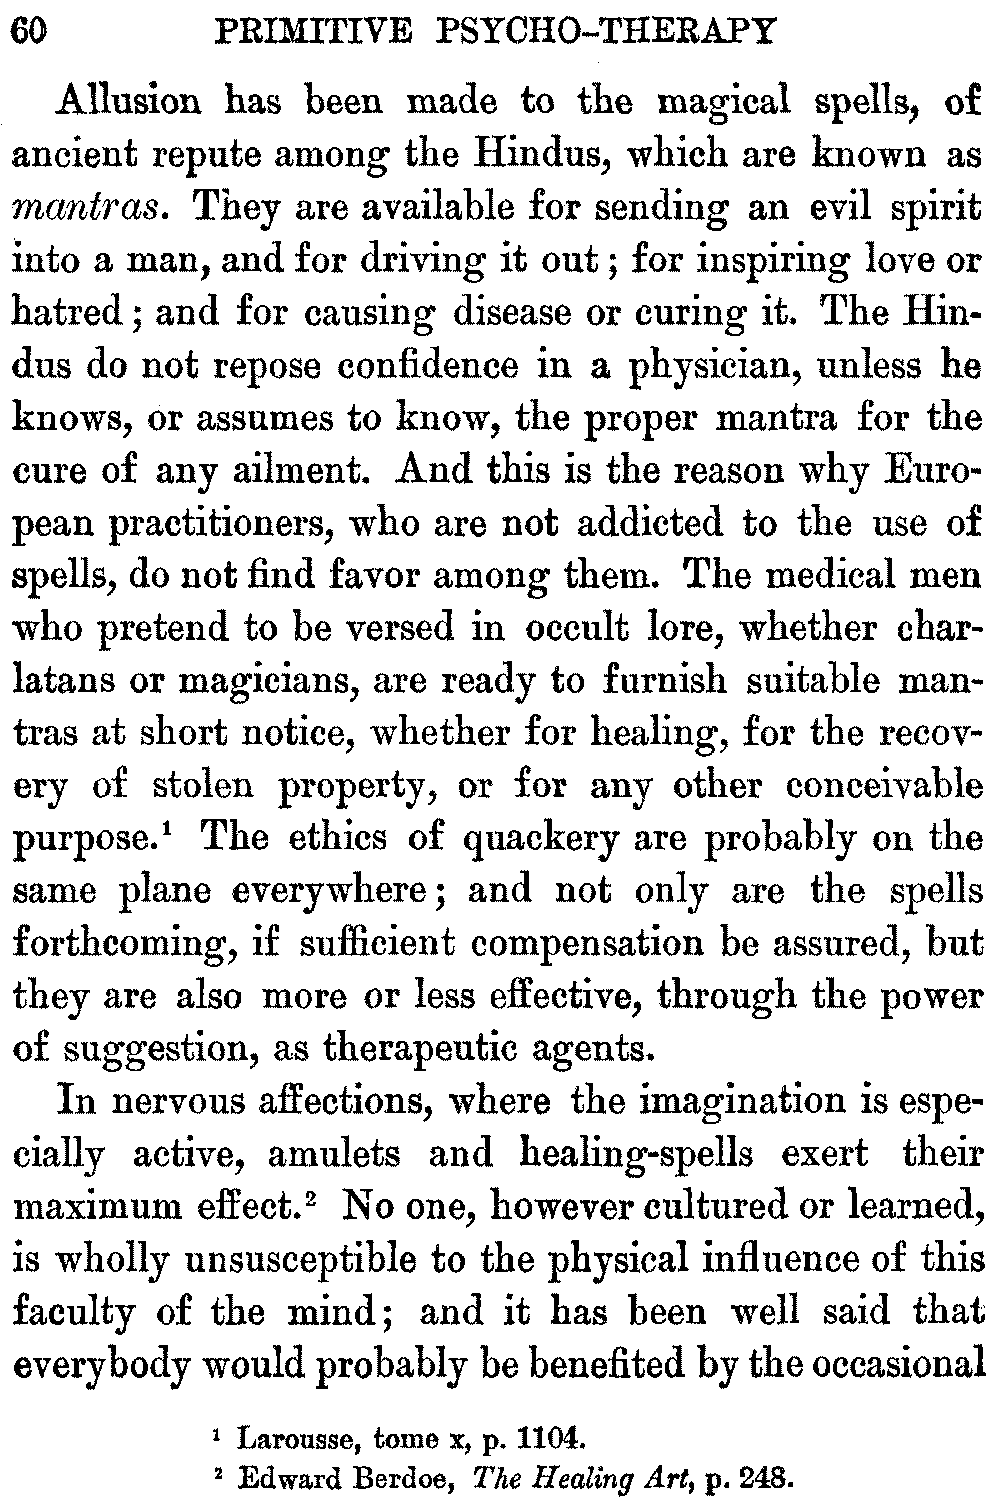 60 PRIMITIVE PSYCHO-THERAPY
Allusion has been made to the magical spells, of
ancient repute among the Hindus, which are known as
mantras. They are available for sending an evil spirit
into a man, and for driving it out; for inspiring love or
hatred; and for causing disease or curing it. The Hin-
dus do not repose confidence in a physician, unless he
knows, or assumes to know, the proper mantra for the
cure of any ailment. And this is the reason why Euro-
pean practitioners, who are not addicted to the use of
spells, do not find favor among them. The medical men
who pretend to be versed in occult lore, whether char-
latans or magicians, are ready to furnish suitable man-
tras at short notice, whether for healing, for the recov-
ery of stolen property, or for any other conceivable
purpose.¹ The ethics of quackery are probably on the
same plane everywhere; and not only are the spells
forthcoming, if sufficient compensation be assured, but
they are also more or less effective, through the power
of suggestion, as therapeutic agents.
In nervous affections, where the imagination is espe-
cially active, amulets and healing-spells exert their
maximum effect.² No one, however cultured or learned,
is wholly unsusceptible to the physical influence of this
faculty of the mind; and it has been well said that
everybody would probably be benefited by the occasional
¹ Larousse, tome x, p. 1104.
² Edward Berdoe, The Healing Art, p. 248.